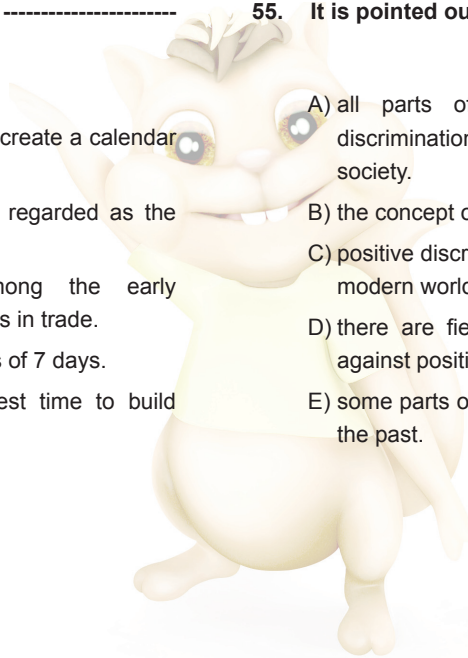 -----------------------
create a calendar
regarded as the
the early
s in trade.
of 7 days.
est time to build
55. It is pointed ou
A) all parts of
discrimination
society.
B) the concept o
C) positive discr
modern world
D) there are fie
against positi
E) some parts o
the past.